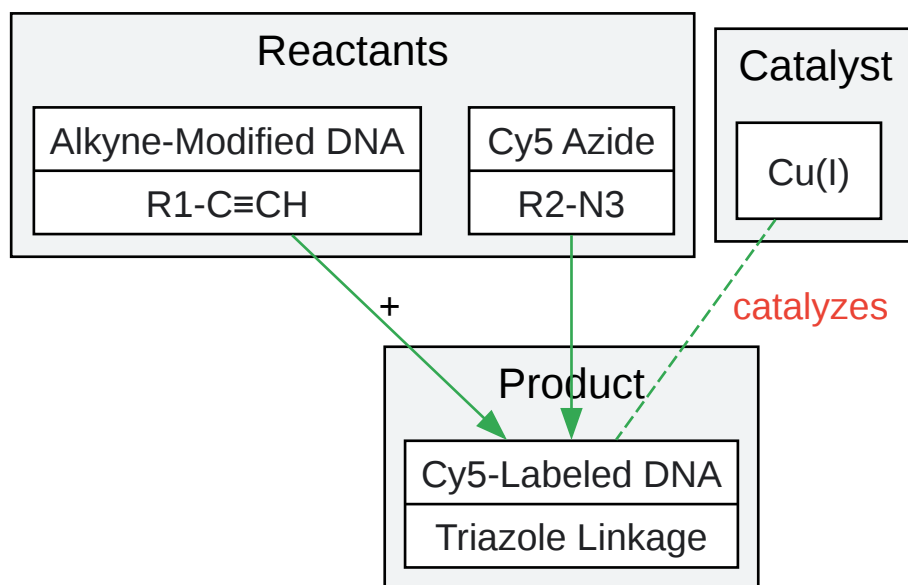 Reactants
Catalyst
Alkyne-Modified DNA
R1-C≡CH
Cy5 Azide
R2-N3
Cu(I)
+
catalyzes
Product
Cy5-Labeled DNA
Triazole Linkage